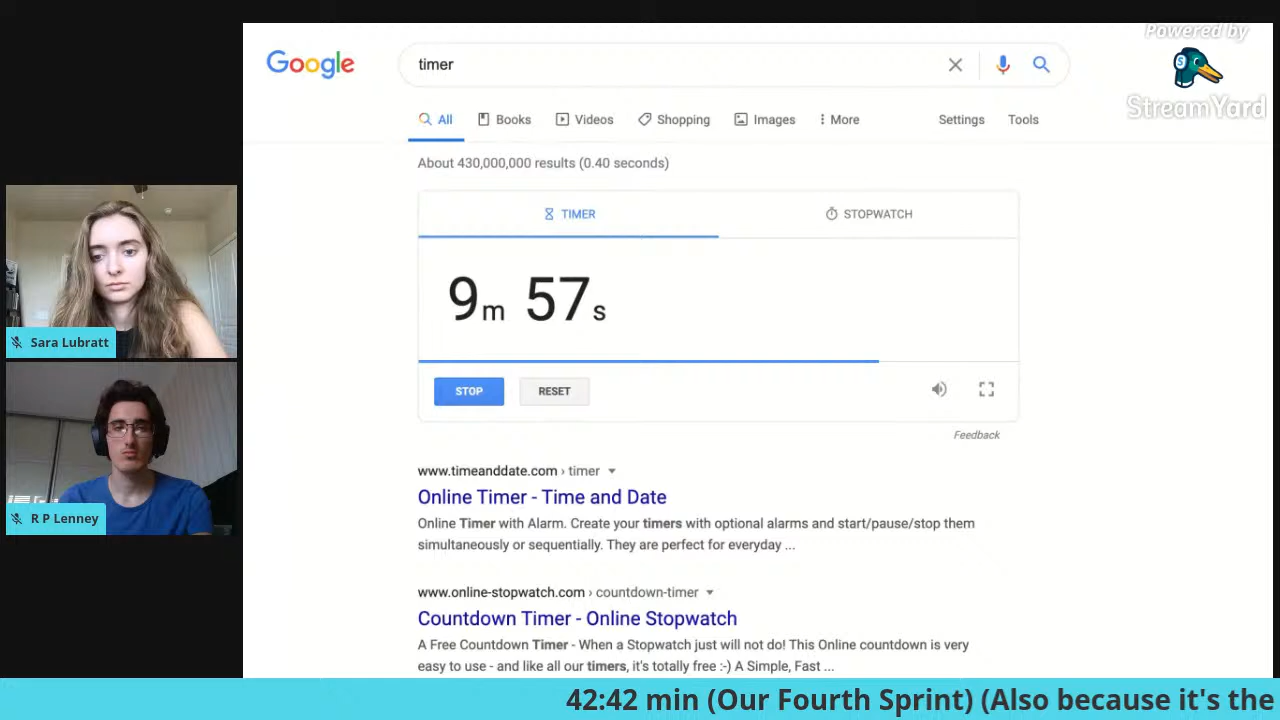 Powered by
StreamYard
Google
timer
All
Books
Videos
Shopping
Images
More
Settings
Tools
About 430,000,000 results (0.40 seconds)
TIMER
STOPWATCH
9m 57s
STOP
RESET
Feedback
www.timeanddate.com › timer
Online Timer - Time and Date
Online Timer with Alarm. Create your timers with optional alarms and start/pause/stop them
simultaneously or sequentially. They are perfect for everyday ...
www.online-stopwatch.com › countdown-timer
Countdown Timer - Online Stopwatch
A Free Countdown Timer - When a Stopwatch just will not do! This Online countdown is very
easy to use - and like all our timers, it's totally free :-) A Simple, Fast ...
Sara Lubratt
R P Lenney
42:42 min (Our Fourth Sprint) (Also because it's the